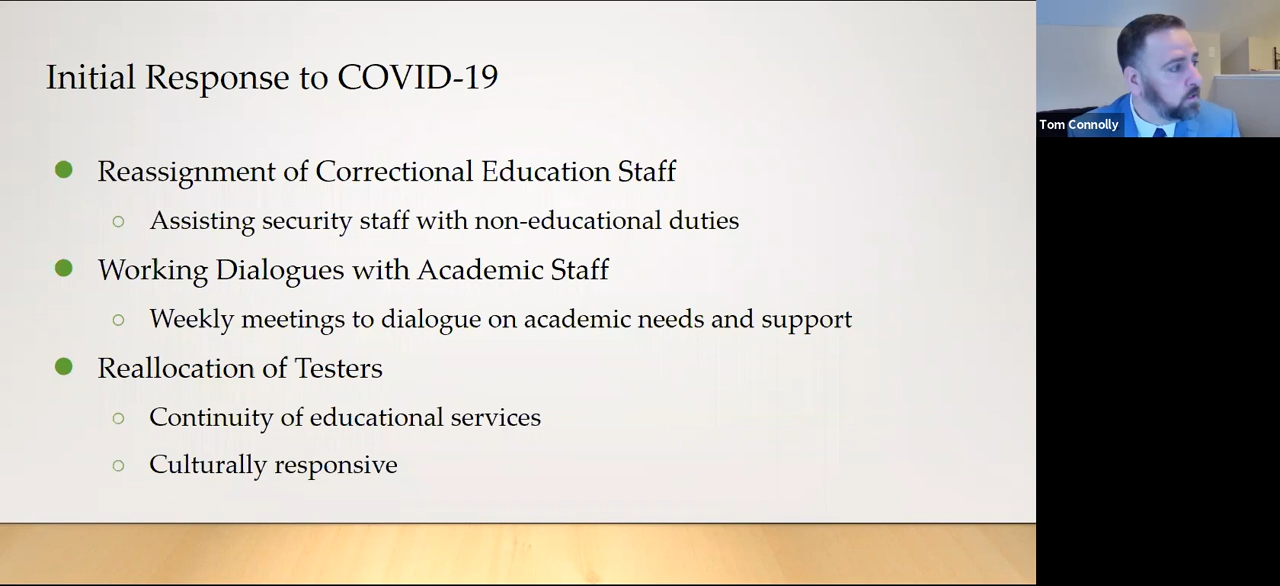 Initial Response to COVID-19
Reassignment of Correctional Education Staff
Assisting security staff with non-educational duties
Working Dialogues with Academic Staff
Weekly meetings to dialogue on academic needs and support
Reallocation of Testers
Continuity of educational services
Culturally responsive
Tom Connolly